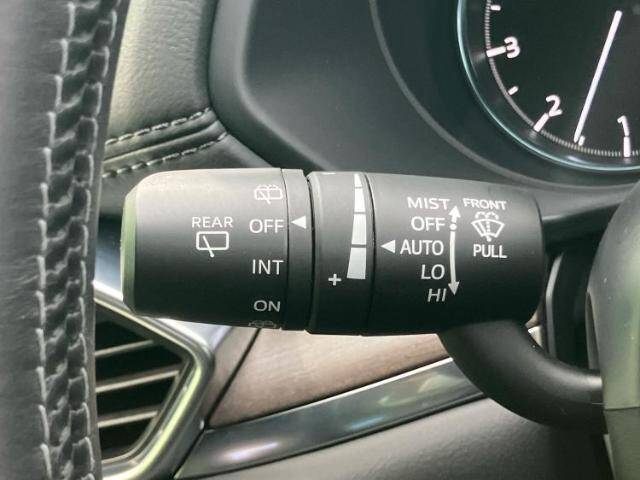 REAR
OFF
INT
ON
- 
+
MIST
OFF
AUTO
LO
HI
FRONT
PULL
3
2
1